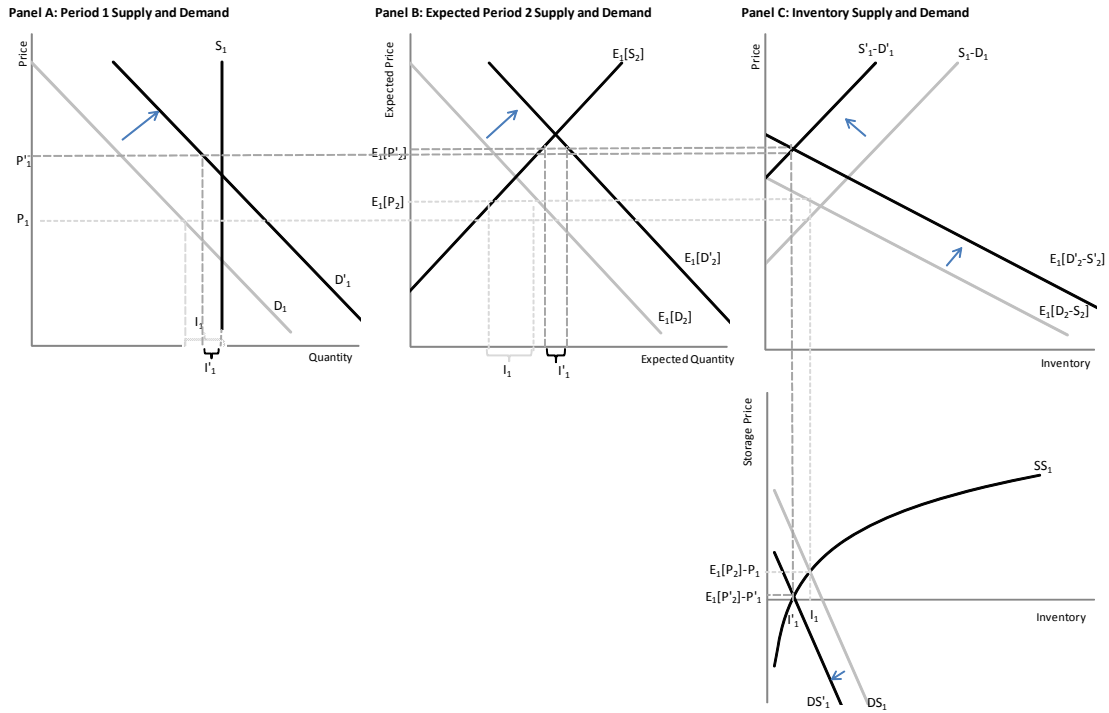 Panel A: Period 1 Supply and Demand
Panel B: Expected Period 2 Supply and Demand
Panel C: Inventory Supply and Demand
Price
S₁
P'₁
P₁
D'₁
D₁
I₁
Quantity
I'₁
Expected Price
E₁[S₂]
E₁[P'₂]
E₁[P₂]
E₁[D'₂]
E₁[D₂]
Expected Quantity
I₁
I'₁
Price
S'₁-D'₁
S₁-D₁
E₁[D'₂-S'₂]
E₁[D₂-S₂]
Inventory
Storage Price
SS₁
E₁[P₂]-P₁
E₁[P'₂]-P'₁
I'₁
I₁
Inventory
DS'₁
DS₁